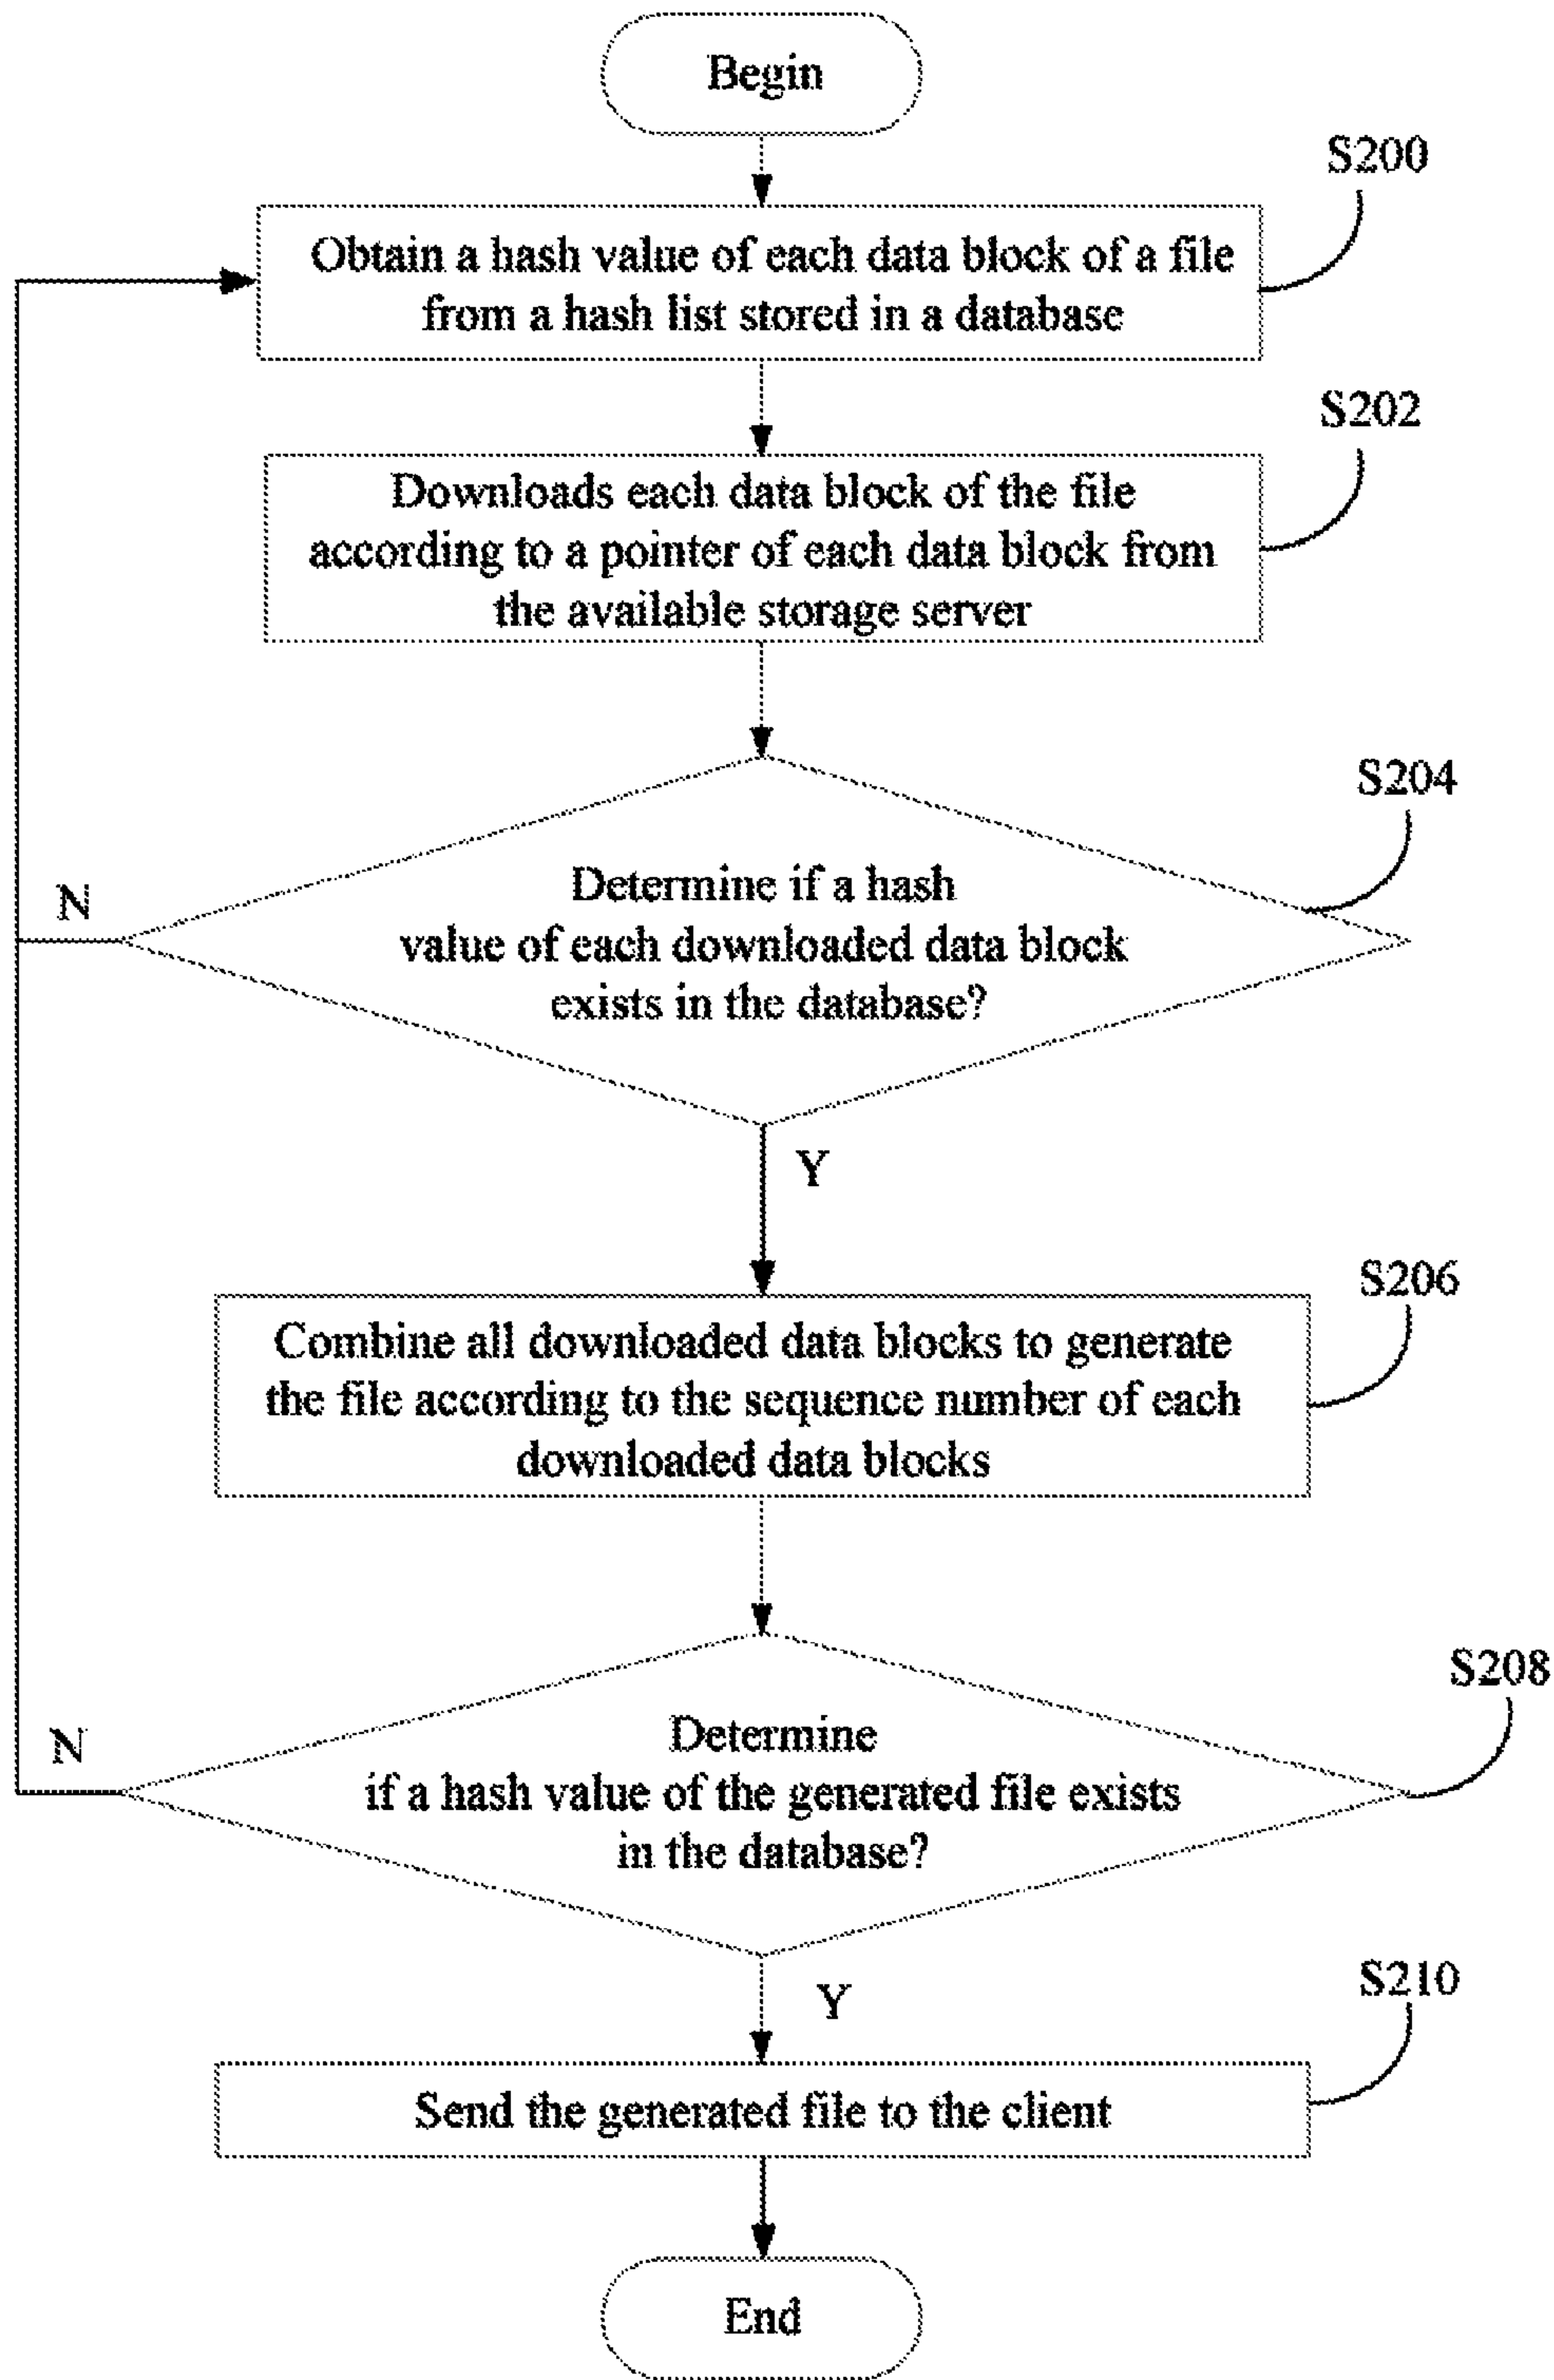 Begin
S200
Obtain a hash value of each data block of a file
from a hash list stored in a database
S202
Downloads each data block of the file
according to a pointer of each data block from
the available storage server
S204
Determine if a hash
value of each downloaded data block
exists in the database?
N
Y
S206
Combine all downloaded data blocks to generate
the file according to the sequence number of each
downloaded data blocks
S208
Determine
if a hash value of the generated file exists
in the database?
N
Y
S210
Send the generated file to the client
End